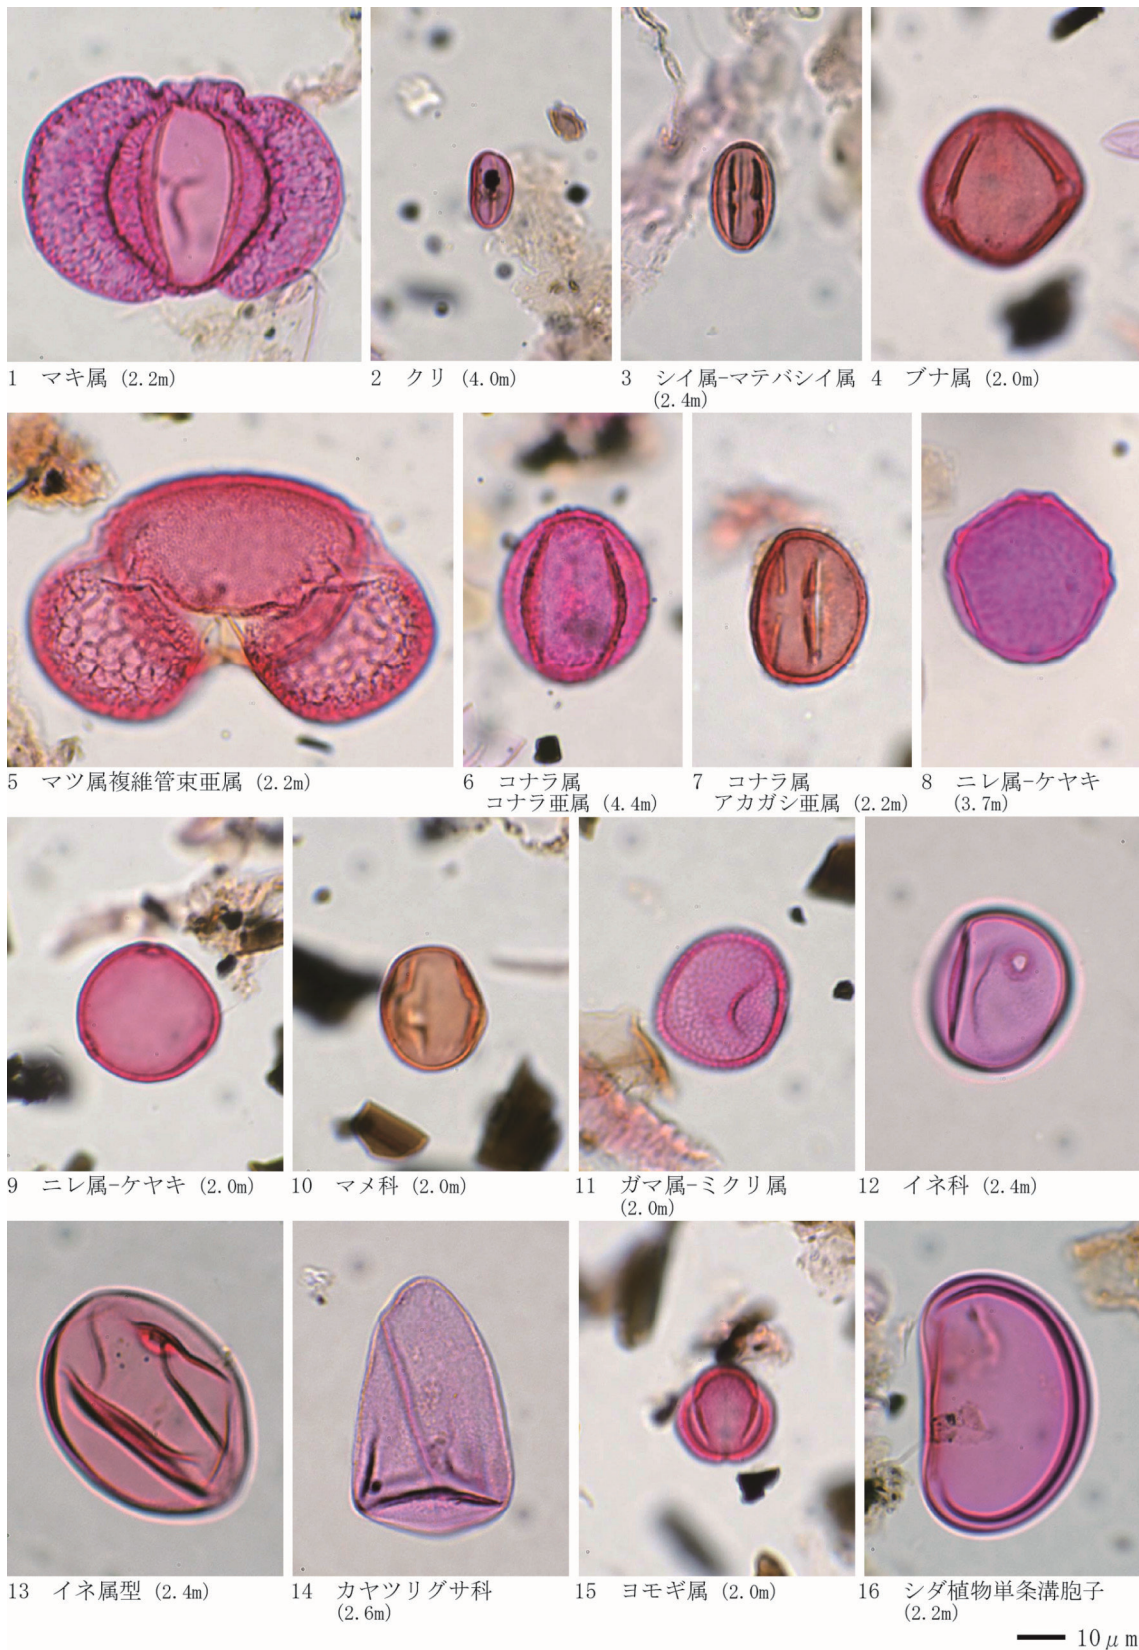 1 マキ属 (2.2m)
2 クリ (4.0m)
3 シイ属-マテバシイ属
(2.4m)
4 ブナ属 (2.0m)
5 マツ属複維管束亜属 (2.2m)
6 コナラ属
コナラ亜属 (4.4m)
7 コナラ属
アカガシ亜属 (2.2m)
8 ニレ属-ケヤキ
(3.7m)
9 ニレ属-ケヤキ (2.0m)
10 マメ科 (2.0m)
11 ガマ属-ミクリ属
(2.0m)
12 イネ科 (2.4m)
13 イネ属型 (2.4m)
14 カヤツリグサ科
(2.6m)
15 ヨモギ属 (2.0m)
16 シダ植物単条溝胞子
(2.2m)
10μm